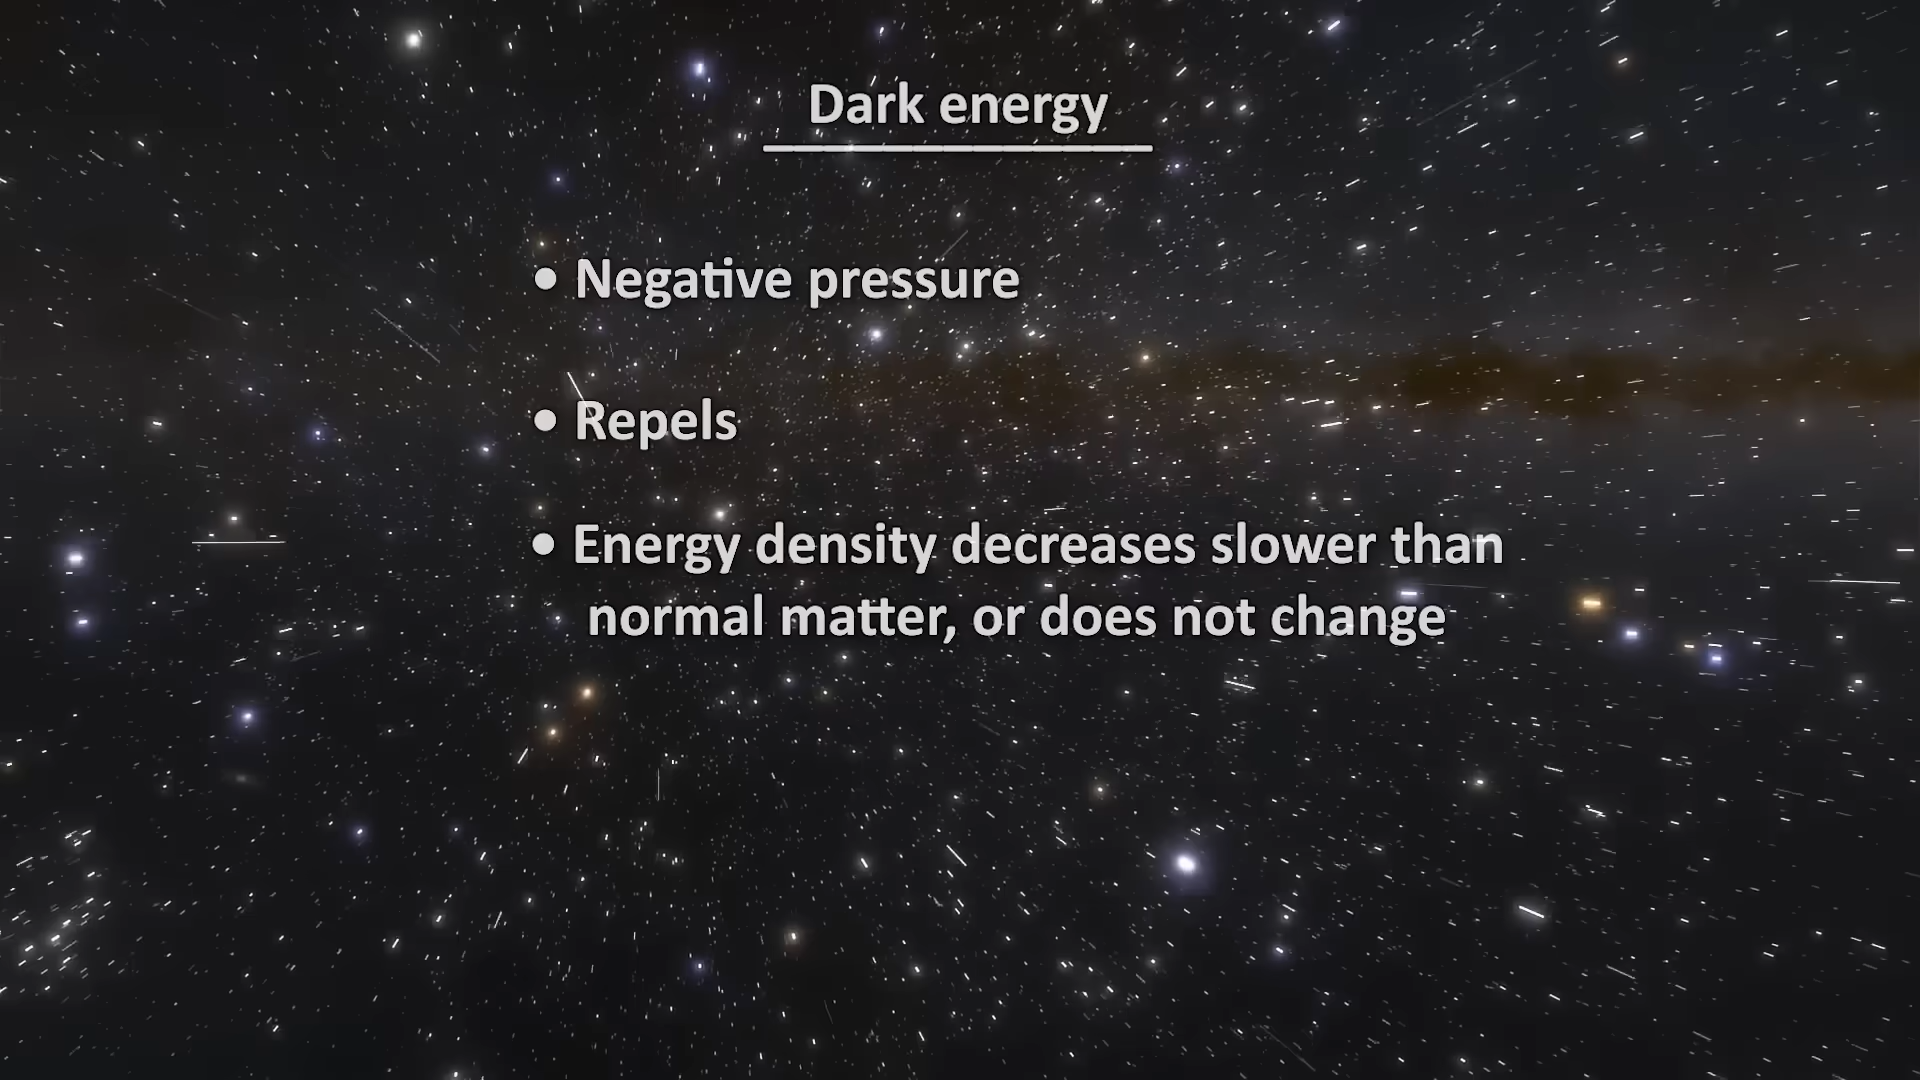 Dark energy
• Negative pressure
• Repels
• Energy density decreases slower than
normal matter, or does not change